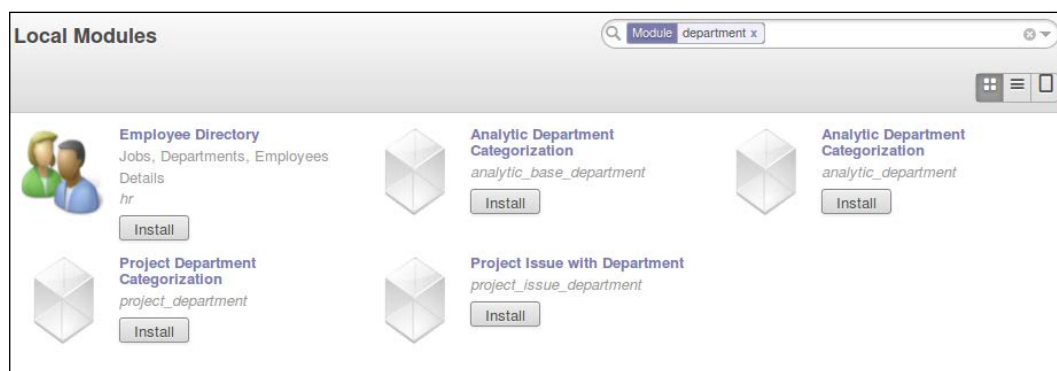 Local Modules
Module department x
Employee Directory
Jobs, Departments, Employees
Details
hr
Install
Analytic Department
Categorization
analytic_base_department
Install
Analytic Department
Categorization
analytic_department
Install
Project Department
Categorization
project_department
Install
Project Issue with Department
project_issue_department
Install